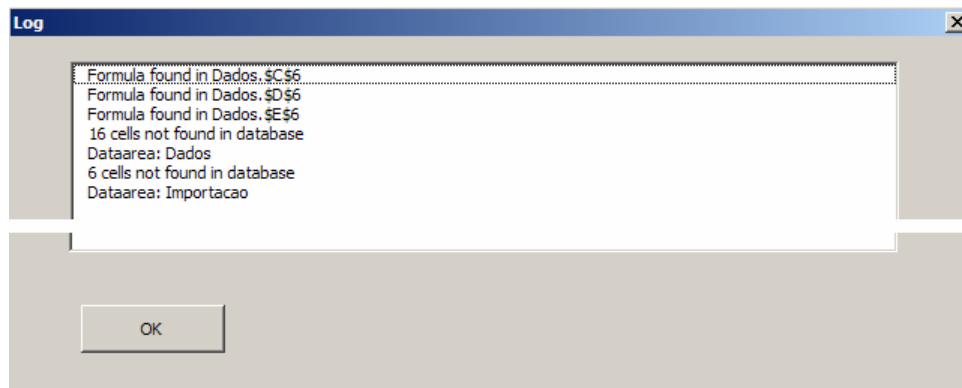 Log
Formula found in Dados.$C$6
Formula found in Dados.$D$6
Formula found in Dados.$E$6
16 cells not found in database
Dataarea: Dados
6 cells not found in database
Dataarea: Importacao
OK